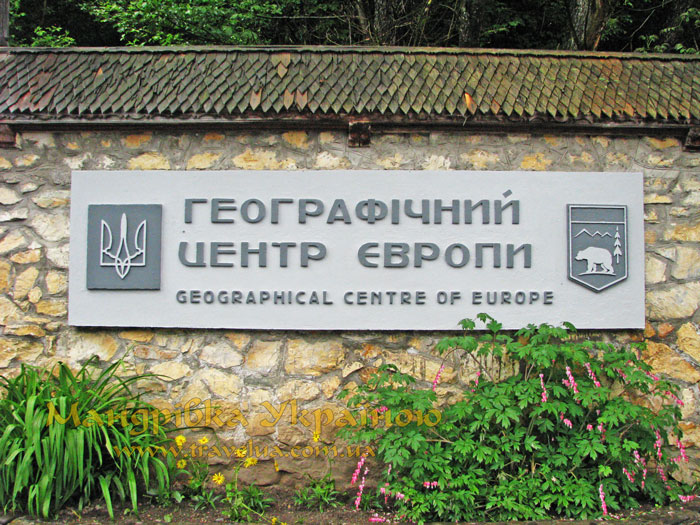 ГЕОГРАФІЧНИЙ
ЦЕНТР ЄВРОПИ
GEOGRAPHICAL CENTRE OF EUROPE
Мандрівка Україною
www.travelua.com.ua